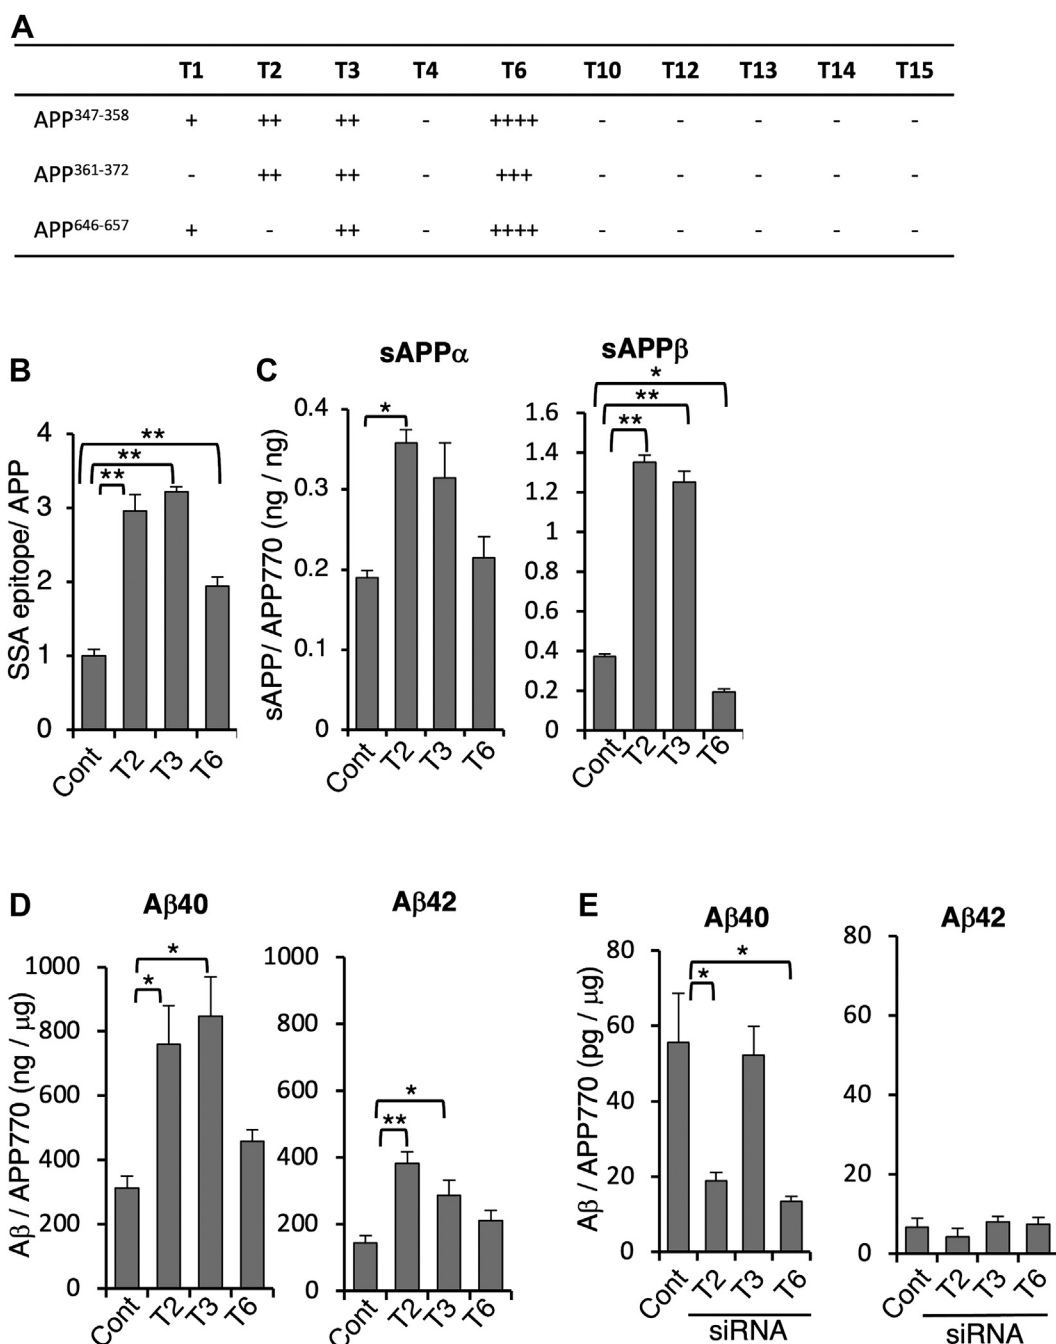 A
T1 T2 T3 T4 T6 T10 T12 T13 T14 T15
APP347-358 + ++ ++ - ++++ - - - - -
APP361-372 - ++ ++ - +++ - - - - -
APP646-657 + - ++ - ++++ - - - - -
B
SSA epitope/ APP
4
3
2
1
0
** ** **
Cont T2 T3 T6
C
sAPPα
sAPP/ APP770 (ng / ng)
0.4
0.3
0.2
0.1
0
*
Cont T2 T3 T6
sAPPβ
1.6
1.4
1.2
1
0.8
0.6
0.4
0.2
0
*
**
**
Cont T2 T3 T6
D
Aβ40
Aβ / APP770 (ng / μg)
1000
800
600
400
200
0
*
*
Cont T2 T3 T6
Aβ42
1000
800
600
400
200
0
*
**
Cont T2 T3 T6
E
Aβ40
Aβ / APP770 (pg / μg)
80
60
40
20
0
*
*
Cont T2 T3 T6
siRNA
Aβ42
80
60
40
20
0
Cont T2 T3 T6
siRNA